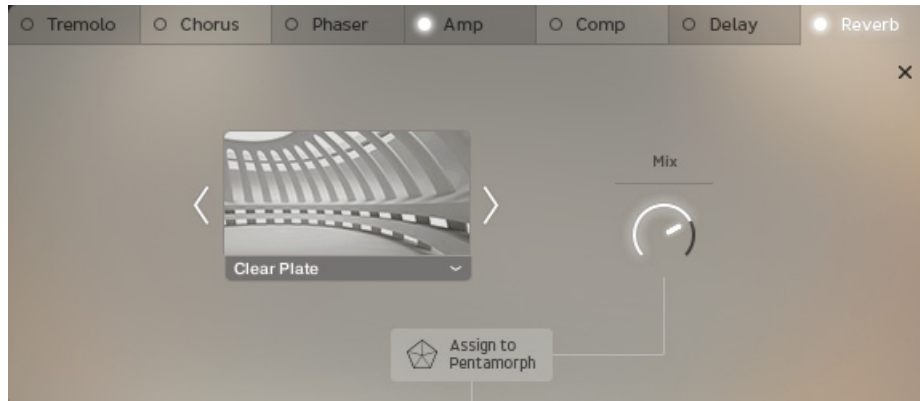 Tremolo Chorus Phaser Amp Comp Delay Reverb
Mix
Clear Plate
Assign to
Pentamorph